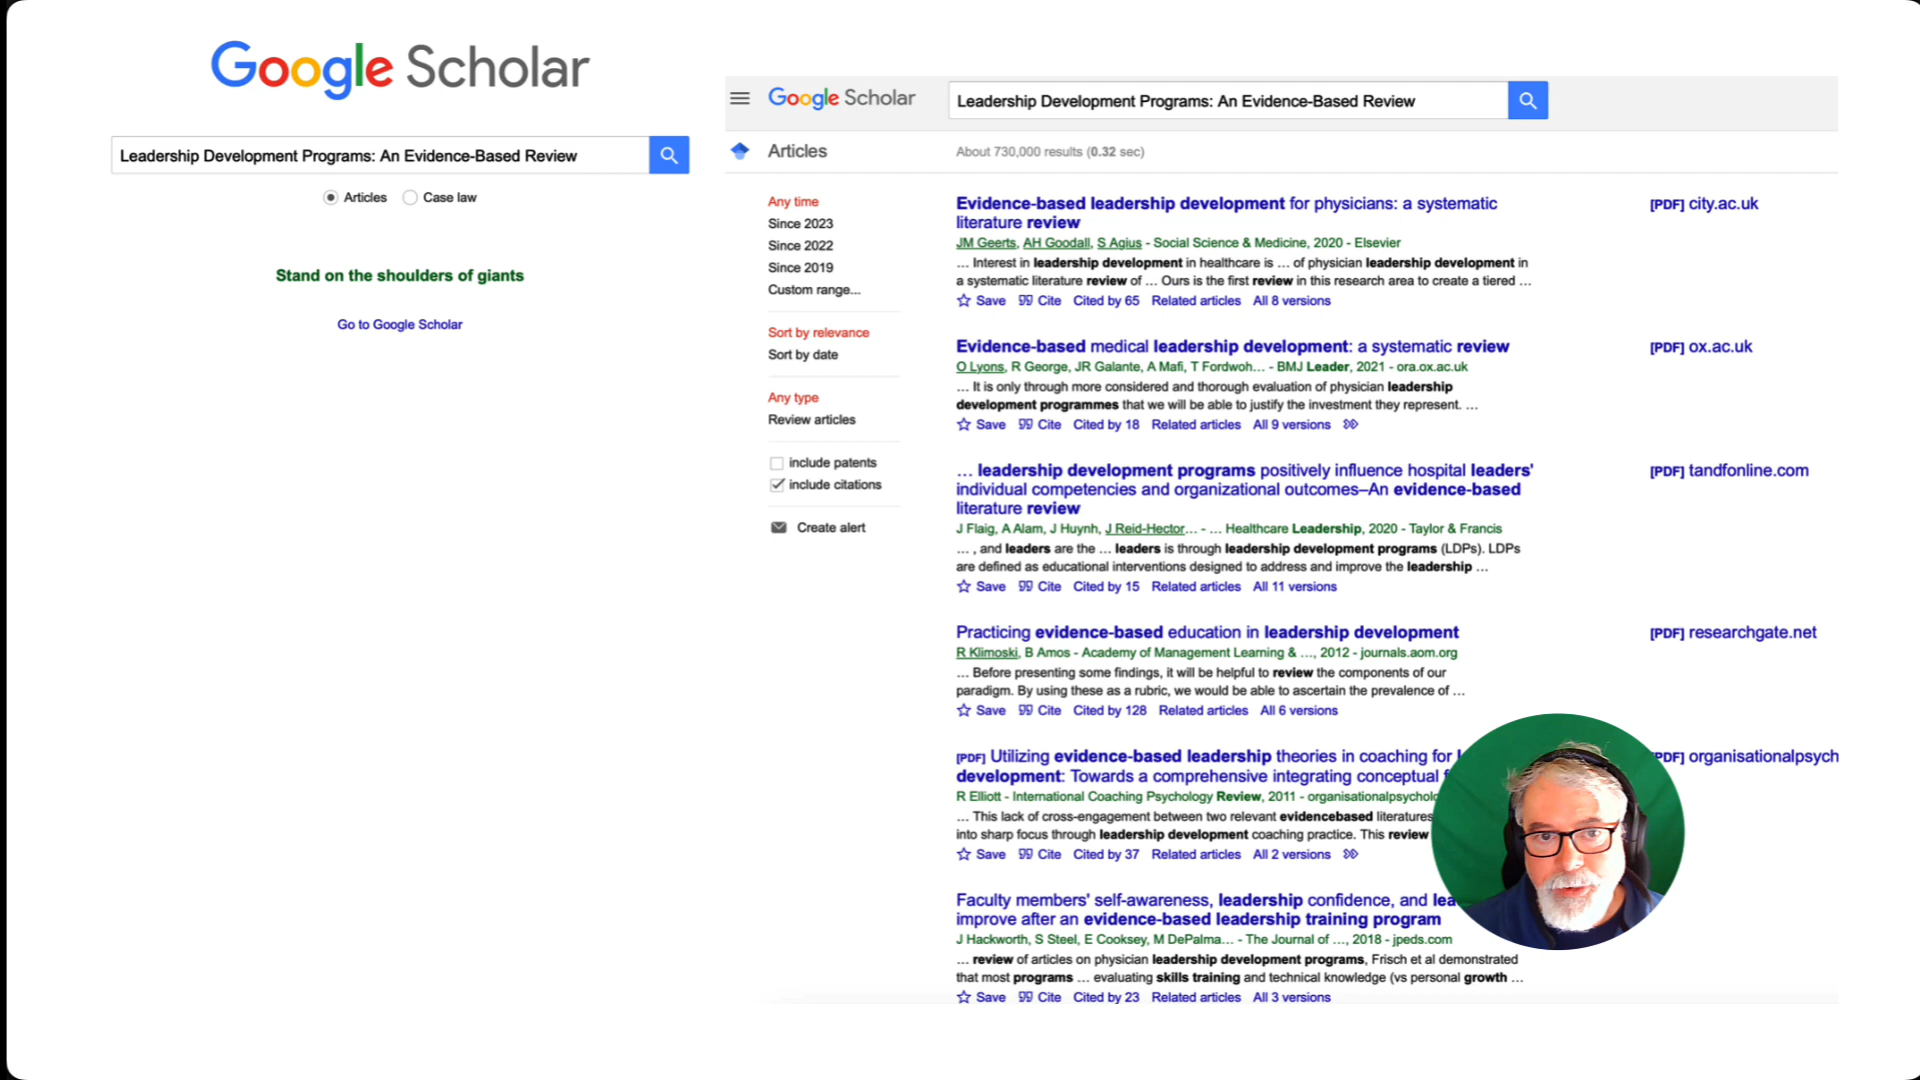 Google Scholar
Leadership Development Programs: An Evidence-Based Review
Articles
Case law
Stand on the shoulders of giants
Go to Google Scholar
Google Scholar
Leadership Development Programs: An Evidence-Based Review
Articles
About 730,000 results (0.32 sec)
Any time
Since 2023
Since 2022
Since 2019
Custom range...
Sort by relevance
Sort by date
Any type
Review articles
include patents
include citations
Create alert
Evidence-based leadership development for physicians: a systematic
literature review
JM Geerts, AH Goodall, S Agius - Social Science & Medicine, 2020 - Elsevier
... Interest in leadership development in healthcare is ... of physician leadership development in
a systematic literature review of ... Ours is the first review in this research area to create a tiered ...
Save Cite Cited by 65 Related articles All 8 versions
[PDF] city.ac.uk
Evidence-based medical leadership development: a systematic review
O Lyons, R George, JR Galante, A Mafi, T Fordwoh... - BMJ Leader, 2021 - ora.ox.ac.uk
... It is only through more considered and thorough evaluation of physician leadership
development programmes that we will be able to justify the investment they represent. ...
Save Cite Cited by 18 Related articles All 9 versions
[PDF] ox.ac.uk
... leadership development programs positively influence hospital leaders'
individual competencies and organizational outcomes–An evidence-based
literature review
J Flaig, A Alam, J Huynh, J Reid-Hector... - ... Healthcare Leadership, 2020 - Taylor & Francis
... , and leaders are the ... leaders is through leadership development programs (LDPs). LDPs
are defined as educational interventions designed to address and improve the leadership ...
Save Cite Cited by 15 Related articles All 11 versions
[PDF] tandfonline.com
Practicing evidence-based education in leadership development
R Klimoski, B Amos - Academy of Management Learning & ..., 2012 - journals.aom.org
... Before presenting some findings, it will be helpful to review the components of our
paradigm. By using these as a rubric, we would be able to ascertain the prevalence of ...
Save Cite Cited by 128 Related articles All 6 versions
[PDF] researchgate.net
[PDF] Utilizing evidence-based leadership theories in coaching for
development: Towards a comprehensive integrating conceptual
R Elliott - International Coaching Psychology Review, 2011 - organisationalpsycholo
... This lack of cross-engagement between two relevant evidencebased literatures
into sharp focus through leadership development coaching practice. This review
Save Cite Cited by 37 Related articles All 2 versions
PDF] organisationalpsych
Faculty members' self-awareness, leadership confidence, and lea
improve after an evidence-based leadership training program
J Hackworth, S Steel, E Cooksey, M DePalma... - The Journal of ..., 2018 - jpeds.com
... review of articles on physician leadership development programs, Frisch et al demonstrated
that most programs ... evaluating skills training and technical knowledge (vs personal growth ...
Save Cite Cited by 23 Related articles All 3 versions